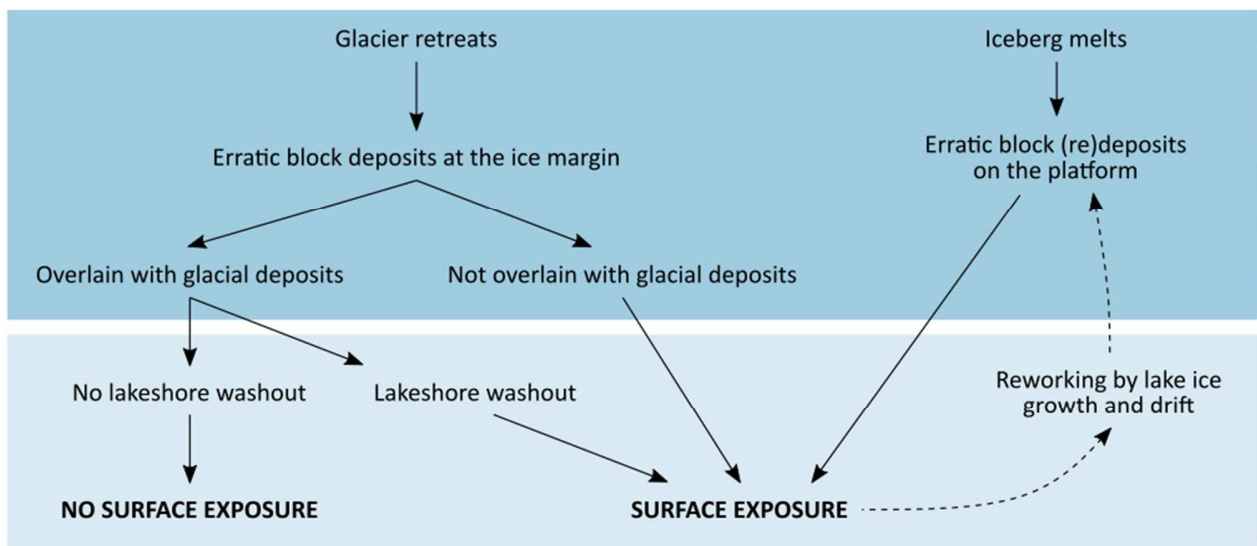 Glacier retreats
Iceberg melts
Erratic block deposits at the ice margin
Erratic block (re)deposits
on the platform
Overlain with glacial deposits
Not overlain with glacial deposits
No lakeshore washout
Lakeshore washout
Reworking by lake ice
growth and drift
NO SURFACE EXPOSURE
SURFACE EXPOSURE